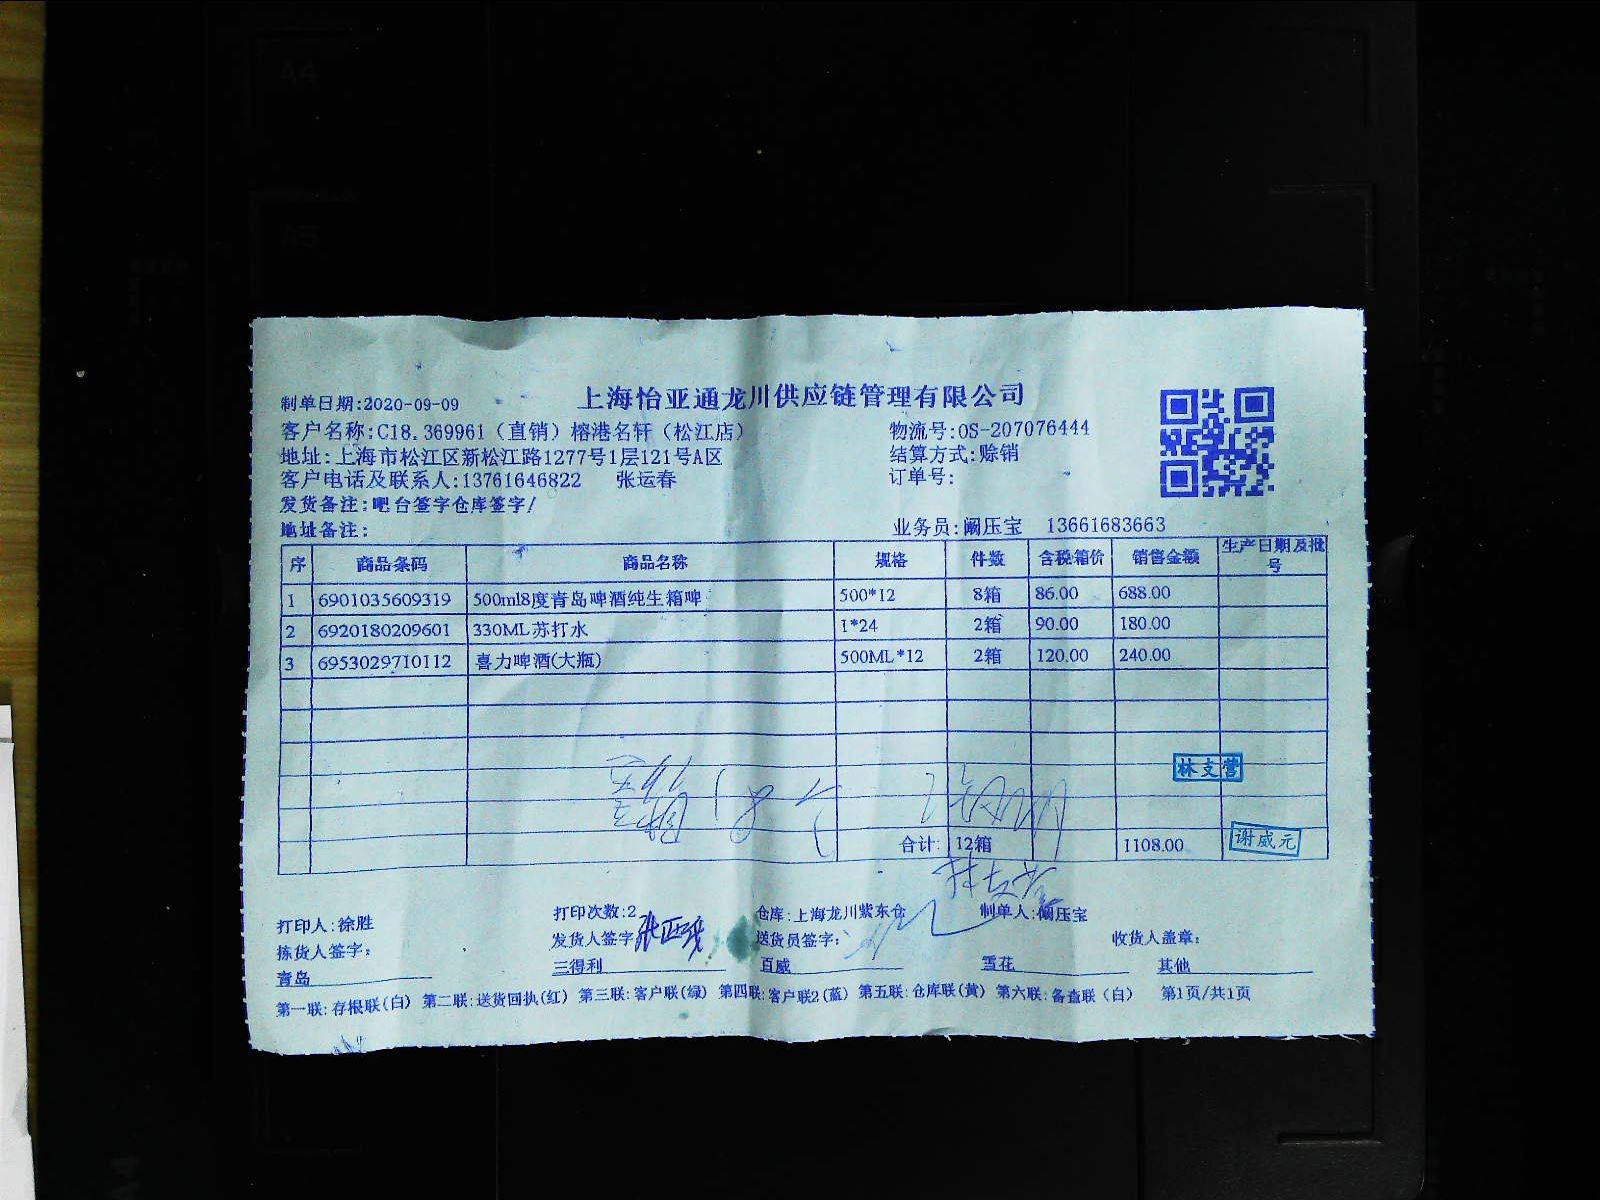 上海怡亚通龙川供应链管理有限公司
制单日期:2020-09-09
客户名称:C18.369961（直销）榕港名轩（松江店） 物流号:OS-207076444
地址:上海市松江区新松江路1277号1层121号A区 结算方式:赊销
客户电话及联系人:13761646822 张运春 订单号:
发货备注:吧台签字仓库签字!
地址备注: 业务员:阚压宝 13661683663
序 商品条码 商品名称 规格 件数 含税箱价 销售金额 生产日期及批号
1 6901035609319 500ml8度青岛啤酒纯生箱啤 500*12 8箱 86.00 688.00
2 6920180209601 330ML苏打水 1*24 2箱 90.00 180.00
3 6953029710112 喜力啤酒(大瓶) 500ML*12 2箱 120.00 240.00
林支营
合计: 12箱 1108.00 谢威元
林支营
打印人:徐胜 打印次数:2 仓库:上海龙川紫东仓 制单人:阚压宝
拣货人签字: 发货人签字 送货员签字: 收货人盖章:
青岛 三得利 百威 雪花 其他
第一联:存根联(白) 第二联:送货回执(红) 第三联:客户联(绿) 第四联:客户联2(蓝) 第五联:仓库联(黄) 第六联:备查联(白) 第1页/共1页
A4
A5